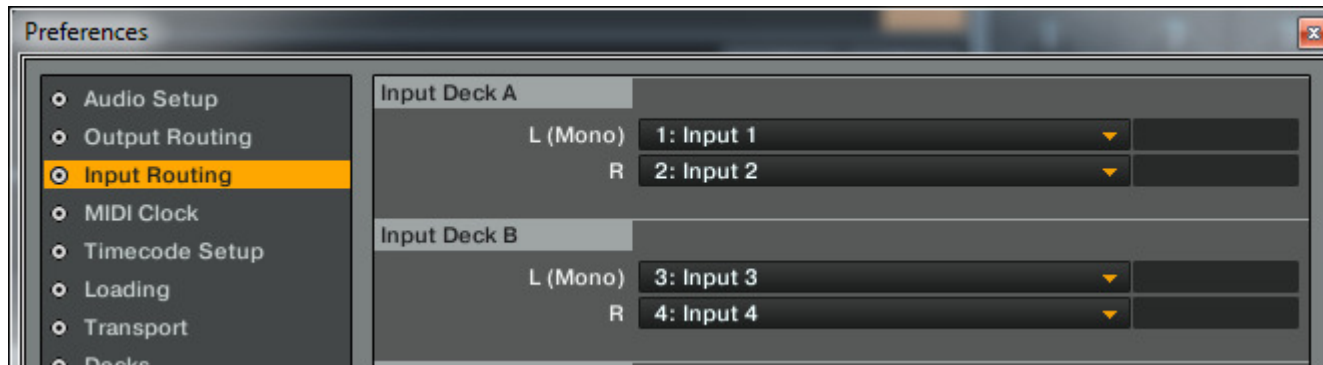 Preferences
Audio Setup
Output Routing
Input Routing
MIDI Clock
Timecode Setup
Loading
Transport
Decks
Input Deck A
L (Mono) 1: Input 1
R 2: Input 2
Input Deck B
L (Mono) 3: Input 3
R 4: Input 4